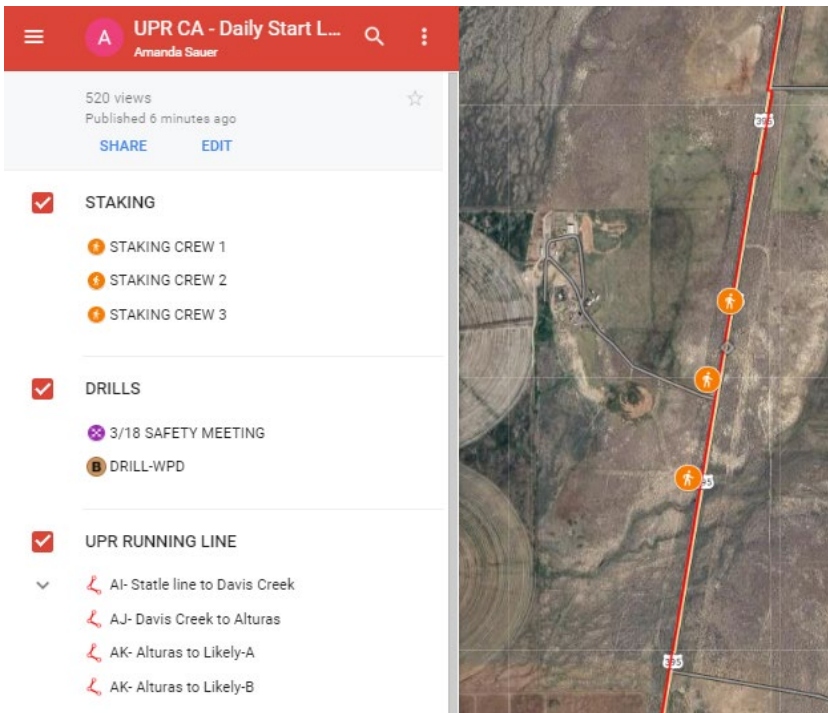 A
UPR CA - Daily Start L...
Amanda Sauer
520 views
Published 6 minutes ago
SHARE
EDIT
STAKING
STAKING CREW 1
STAKING CREW 2
STAKING CREW 3
DRILLS
3/18 SAFETY MEETING
B DRILL-WPD
UPR RUNNING LINE
AI- Statle line to Davis Creek
AJ- Davis Creek to Alturas
AK- Alturas to Likely-A
AK- Alturas to Likely-B
395
95
395